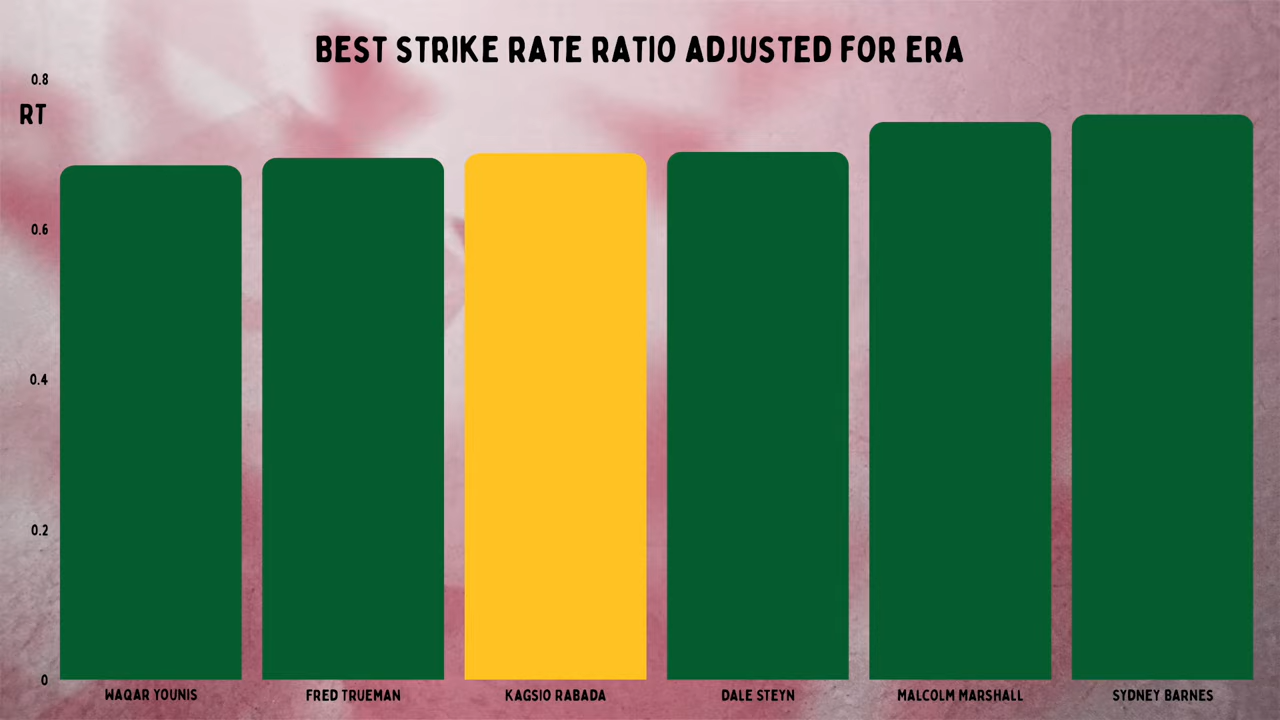 BEST STRIKE RATE RATIO ADJUSTED FOR ERA
0.8
RT
0.6
0.4
0.2
0
WAQAR YOUNIS
FRED TRUEMAN
KAGSIO RABADA
DALE STEYN
MALCOLM MARSHALL
SYDNEY BARNES